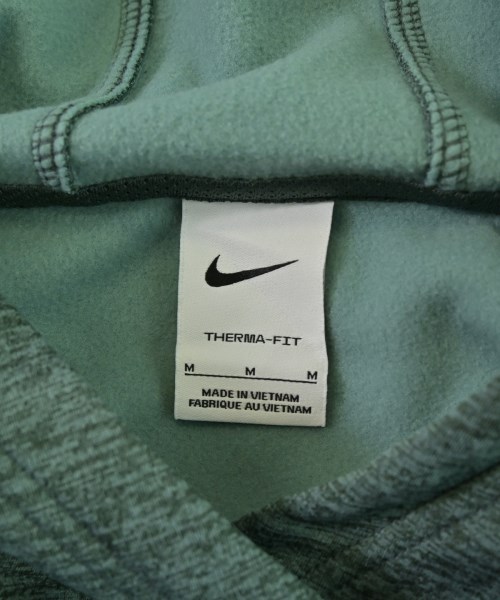 THERMA-FIT
M M M
MADE IN VIETNAM
FABRIQUE AU VIETNAM